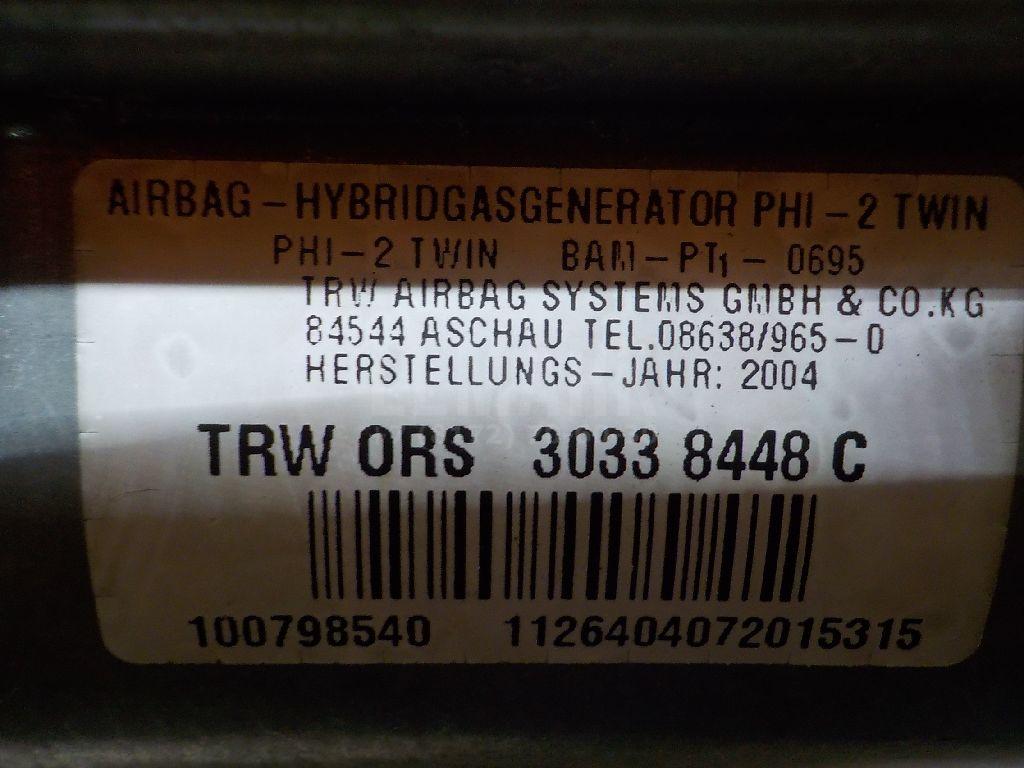 AIRBAG - HYBRIDGASGENERATOR PHI - 2 TWIN
PHI - 2 TWIN BAM - PT1 - 0695
TRW AIRBAG SYSTEMS GMBH & CO.KG
84544 ASCHAU TEL.08638/965 - 0
HERSTELLUNGS - JAHR: 2004
TRW ORS 3033 8448 C
100798540 1126404072015315